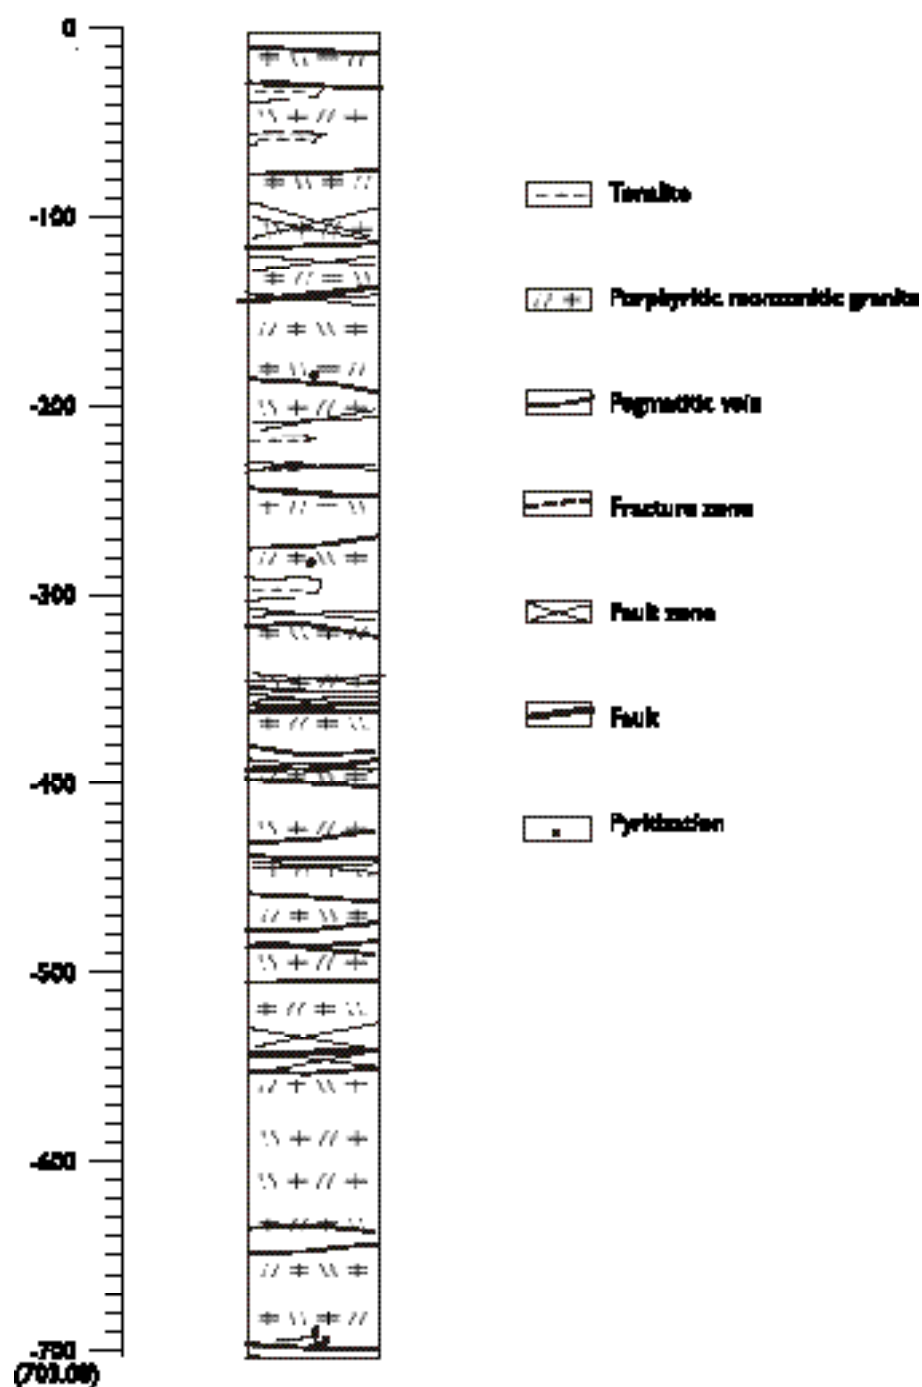 0
-100
-200
-300
-400
-500
-600
-700
(703.08)
Tonalite
Porphyritic monzonitic granite
Pegmatitic vein
Fracture zone
Fault zone
Fault
Pyritization